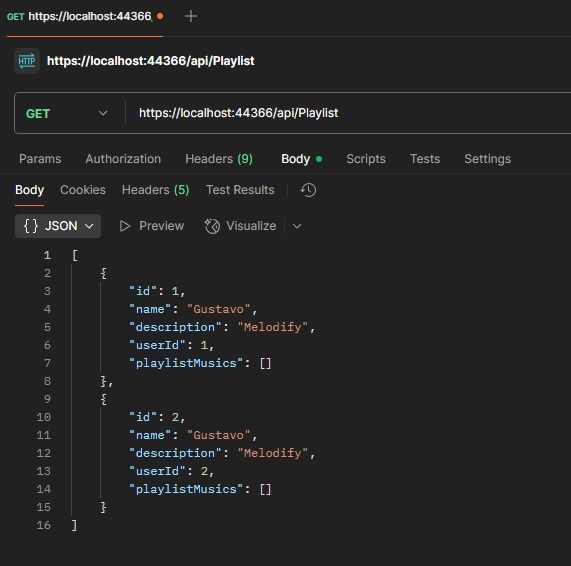 GET https://localhost:44366,
HTTP https://localhost:44366/api/Playlist
GET https://localhost:44366/api/Playlist
Params Authorization Headers (9) Body Scripts Tests Settings
Body Cookies Headers (5) Test Results
{} JSON Preview Visualize
1 [
2 {
3 "id": 1,
4 "name": "Gustavo",
5 "description": "Melodify",
6 "userId": 1,
7 "playlistMusics": []
8 },
9 {
10 "id": 2,
11 "name": "Gustavo",
12 "description": "Melodify",
13 "userId": 2,
14 "playlistMusics": []
15 }
16 ]